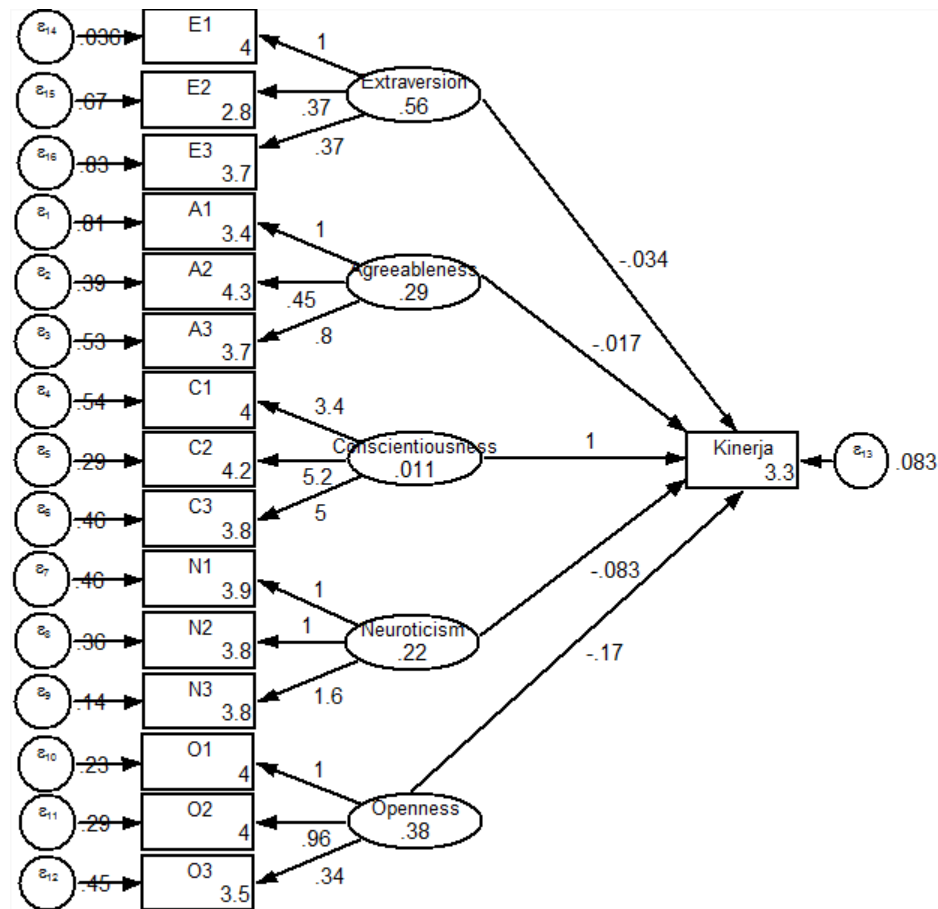 ε14 .036 E1 4 1
Extraversion .56
ε15 .67 E2 2.8 .37
ε16 .83 E3 3.7 .37
-.034
ε1 .81 A1 3.4 1
Agreeableness .29
ε2 .39 A2 4.3 .45
ε3 .53 A3 3.7 .8
-.017
ε4 .54 C1 4 3.4
Conscientiousness .011
1
Kinerja 3.3
ε13 .083
ε5 .29 C2 4.2 5.2
ε6 .46 C3 3.8 5
ε7 .46 N1 3.9 1
-.083
Neuroticism .22
ε8 .36 N2 3.8 1
-.17
ε9 .14 N3 3.8 1.6
ε10 .23 O1 4 1
Openness .38
ε11 .29 O2 4 .96
ε12 .45 O3 3.5 .34